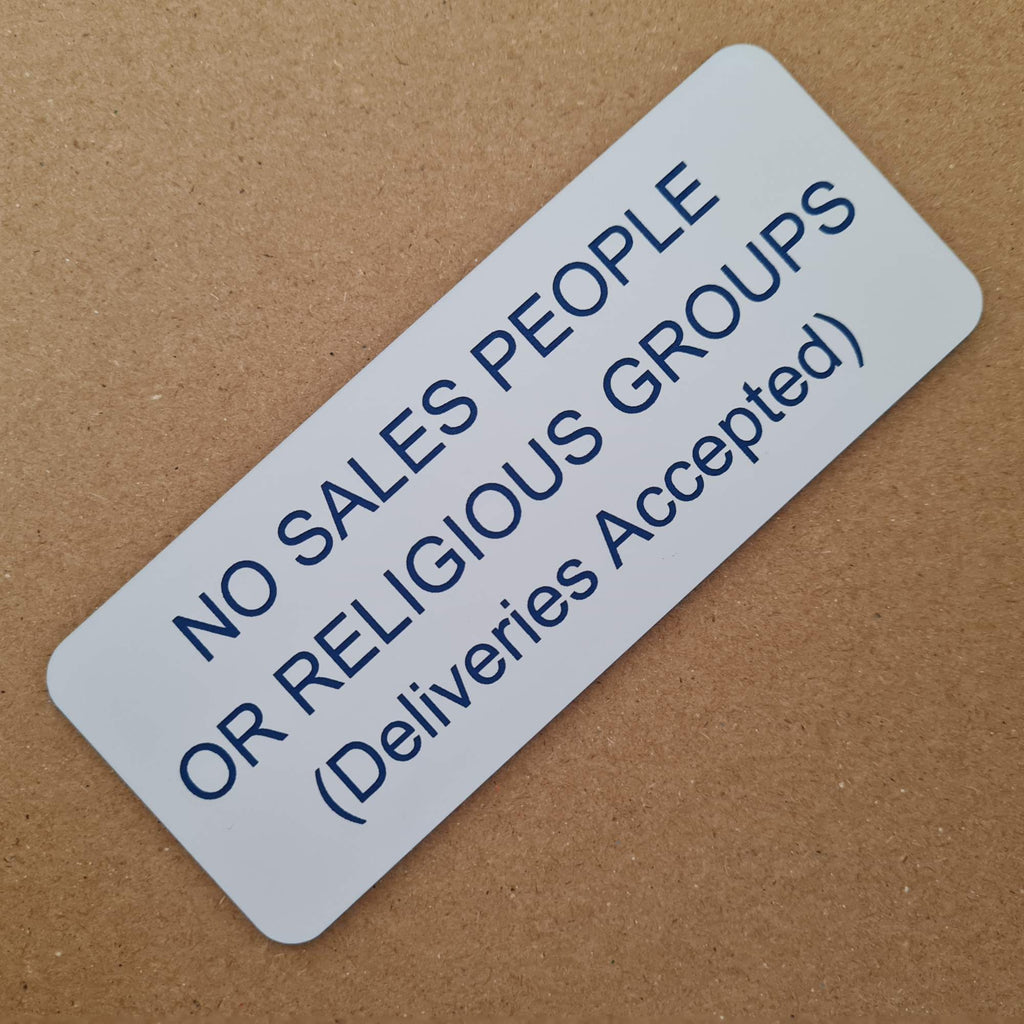 NO SALES PEOPLE
OR RELIGIOUS GROUPS
(Deliveries Accepted)